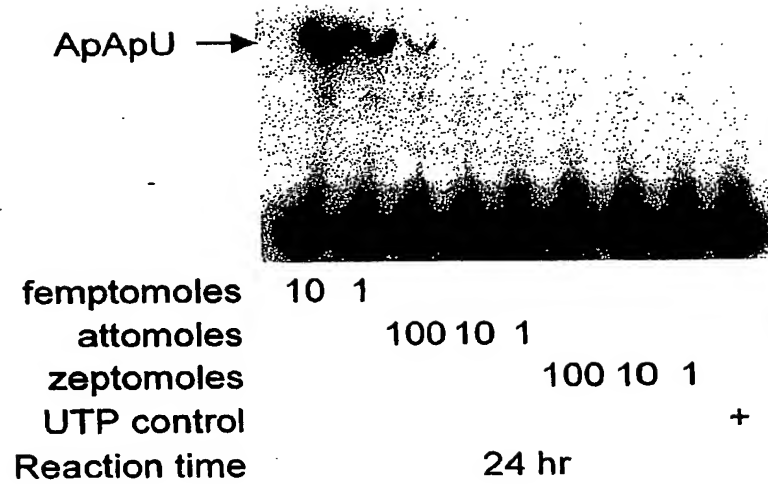 ApApU
femptomoles 10 1
attomoles 100 10 1
zeptomoles 100 10 1
UTP control +
Reaction time 24 hr